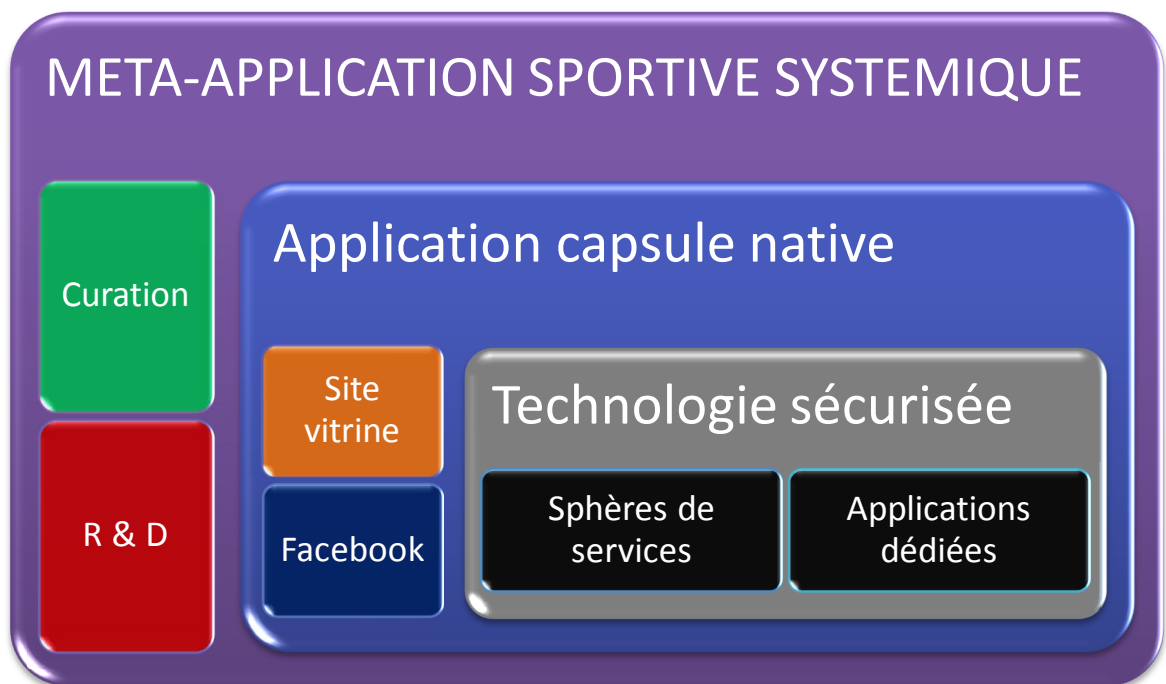 META-APPLICATION SPORTIVE SYSTEMIQUE
Curation
R & D
Application capsule native
Site
vitrine
Facebook
Technologie sécurisée
Sphères de
services
Applications
dédiées